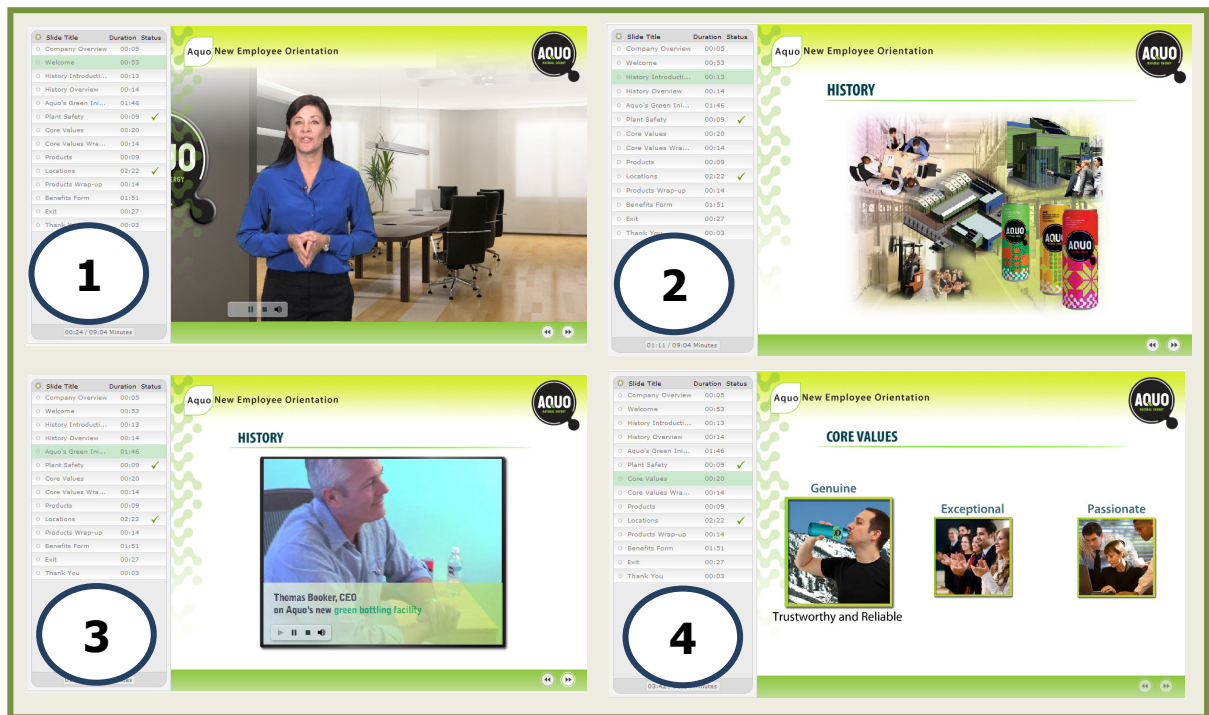 Slide Title Duration Status
Company Overview 00:05
Welcome 00:53
History Introducti... 00:13
History Overview 00:14
Aquo's Green Ini... 01:46
Plant Safety 00:09
Core Values 00:20
Core Values Wra... 00:14
Products 00:09
Locations 02:22
Products Wrap-up 00:14
Benefits Form 01:51
Exit 00:27
Thank 00:03
1
00:24 / 09:04 Minutes
Aquo New Employee Orientation
AQUO
NATURAL ENERGY
Slide Title Duration Status
Company Overview 00:05
Welcome 00:53
History Introducti... 00:13
History Overview 00:14
Aquo's Green Ini... 01:46
Plant Safety 00:09
Core Values 00:20
Core Values Wra... 00:14
Products 00:09
Locations 02:22
Products Wrap-up 00:14
Benefits Form 01:51
Exit 00:27
Thank You 00:03
2
01:11 / 09:04 Minutes
Aquo New Employee Orientation
AQUO
NATURAL ENERGY
HISTORY
AQUO
AQUO
AQUO
Slide Title Duration Status
Company Overview 00:05
Welcome 00:53
History Introducti... 00:13
History Overview 00:14
Aquo's Green Ini... 01:46
Plant Safety 00:09
Core Values 00:20
Core Values Wra... 00:14
Products 00:09
Locations 02:22
Products Wrap-up 00:14
Benefits Form 01:51
Exit 00:27
Thank You 00:03
3
Aquo New Employee Orientation
AQUO
NATURAL ENERGY
HISTORY
Thomas Booker, CEO
on Aquo's new green bottling facility
Slide Title Duration Status
Company Overview 00:05
Welcome 00:53
History Introducti... 00:13
History Overview 00:14
Aquo's Green Ini... 01:46
Plant Safety 00:09
Core Values 00:20
Core Values Wra... 00:14
Products 00:09
Locations 02:22
Products Wrap-up 00:14
Benefits Form 01:51
Exit 00:27
Thank You 00:03
4
Aquo New Employee Orientation
AQUO
NATURAL ENERGY
CORE VALUES
Genuine
Exceptional
Passionate
Trustworthy and Reliable